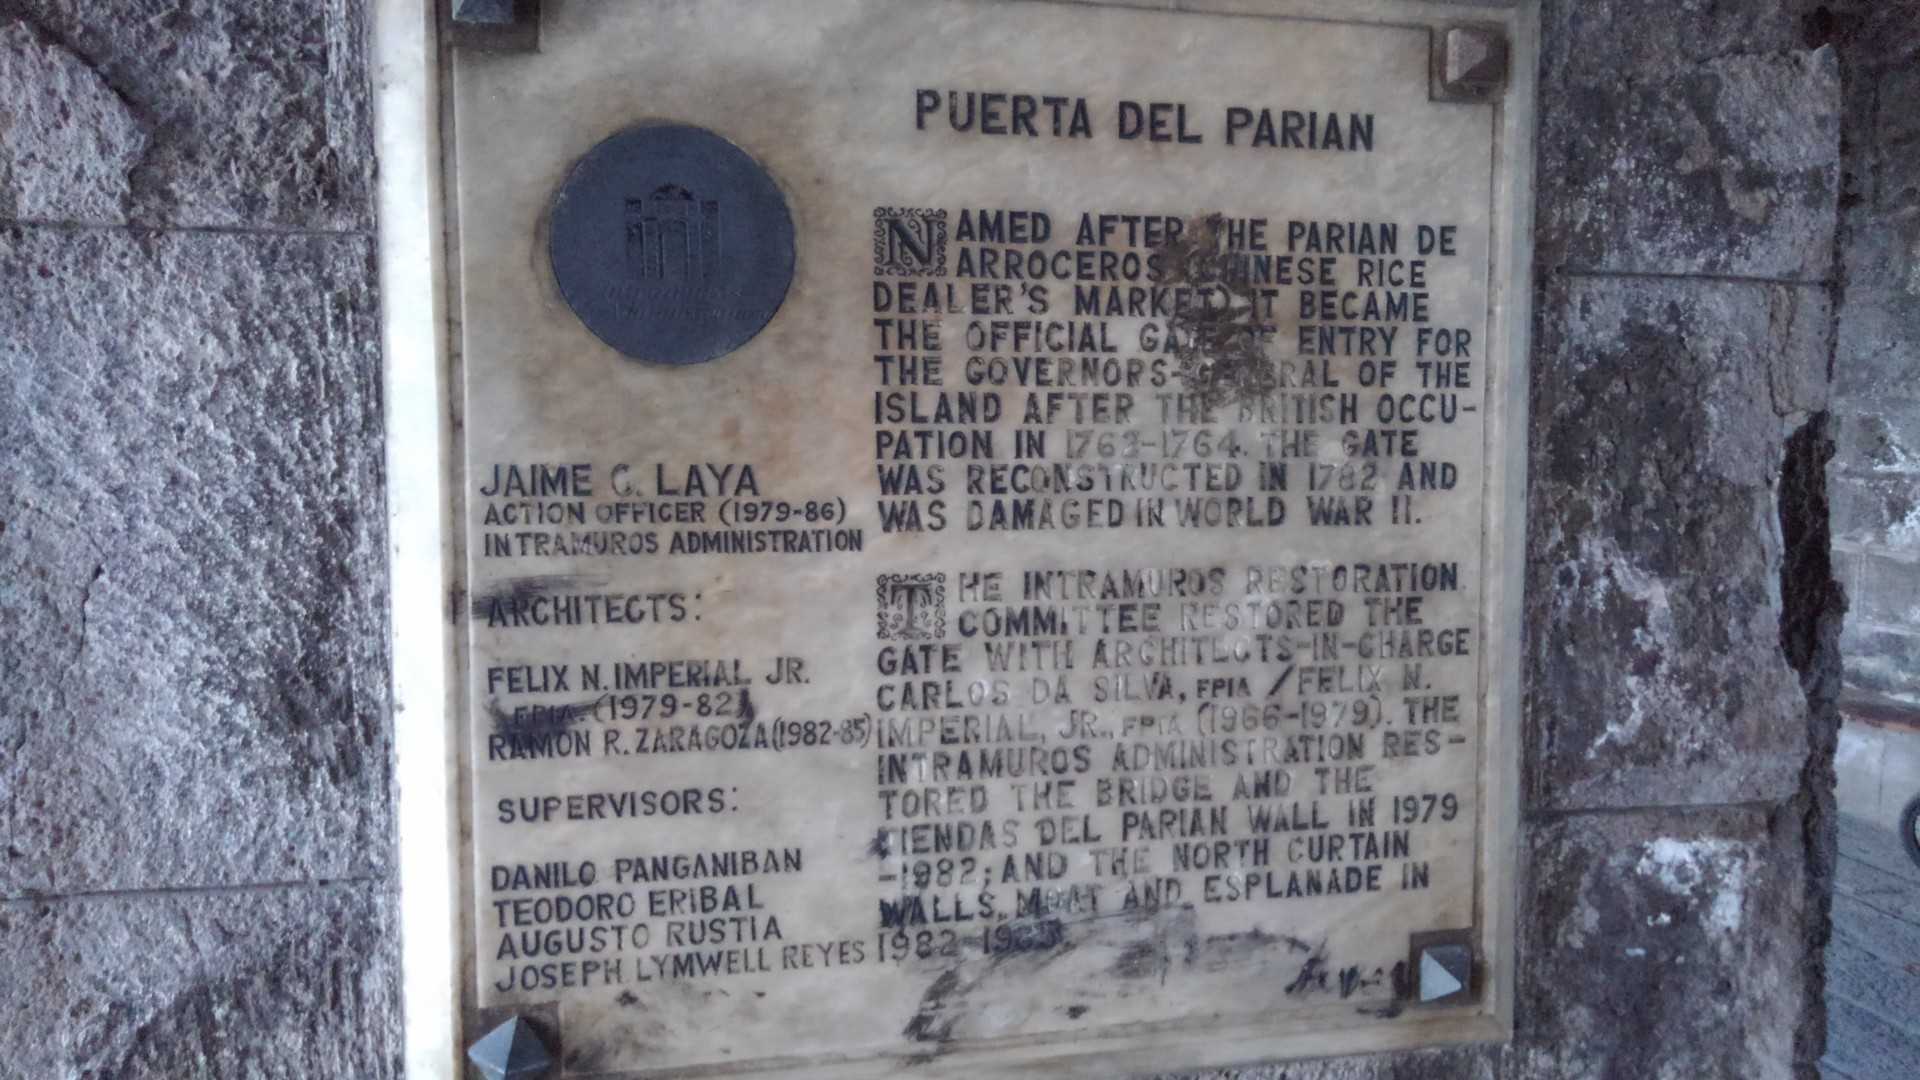 PUERTA DEL PARIAN
NAMED AFTER THE PARIAN DE
ARROCEROS (CHINESE RICE
DEALER'S MARKET) IT BECAME
THE OFFICIAL GATE OF ENTRY FOR
THE GOVERNORS-GENERAL OF THE
ISLAND AFTER THE BRITISH OCCU-
PATION IN 1762-1764. THE GATE
WAS RECONSTRUCTED IN 1782 AND
WAS DAMAGED IN WORLD WAR II.
THE INTRAMUROS RESTORATION
COMMITTEE RESTORED THE
GATE WITH ARCHITECTS-IN-CHARGE
CARLOS DA SILVA, FPIA / FELIX N.
IMPERIAL, JR., FPIA (1966-1979). THE
INTRAMUROS ADMINISTRATION RES-
TORED THE BRIDGE AND THE
TIENDAS DEL PARIAN WALL IN 1979
-1982; AND THE NORTH CURTAIN
WALLS, MOAT AND ESPLANADE IN
1982-
JAIME C. LAYA
ACTION OFFICER (1979-86)
INTRAMUROS ADMINISTRATION
ARCHITECTS:
FELIX N. IMPERIAL JR.
FPIA. (1979-82)
RAMON R. ZARAGOZA (1982-85)
SUPERVISORS:
DANILO PANGANIBAN
TEODORO ERIBAL
AUGUSTO RUSTIA
JOSEPH LYMWELL REYES